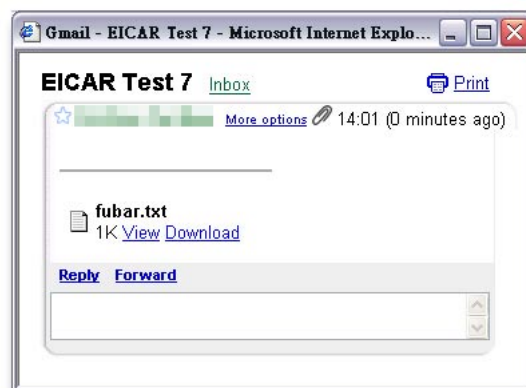 Gmail - EICAR Test 7 - Microsoft Internet Explo...
EICAR Test 7 Inbox Print
More options 14:01 (0 minutes ago)
fubar.txt
1K View Download
Reply Forward